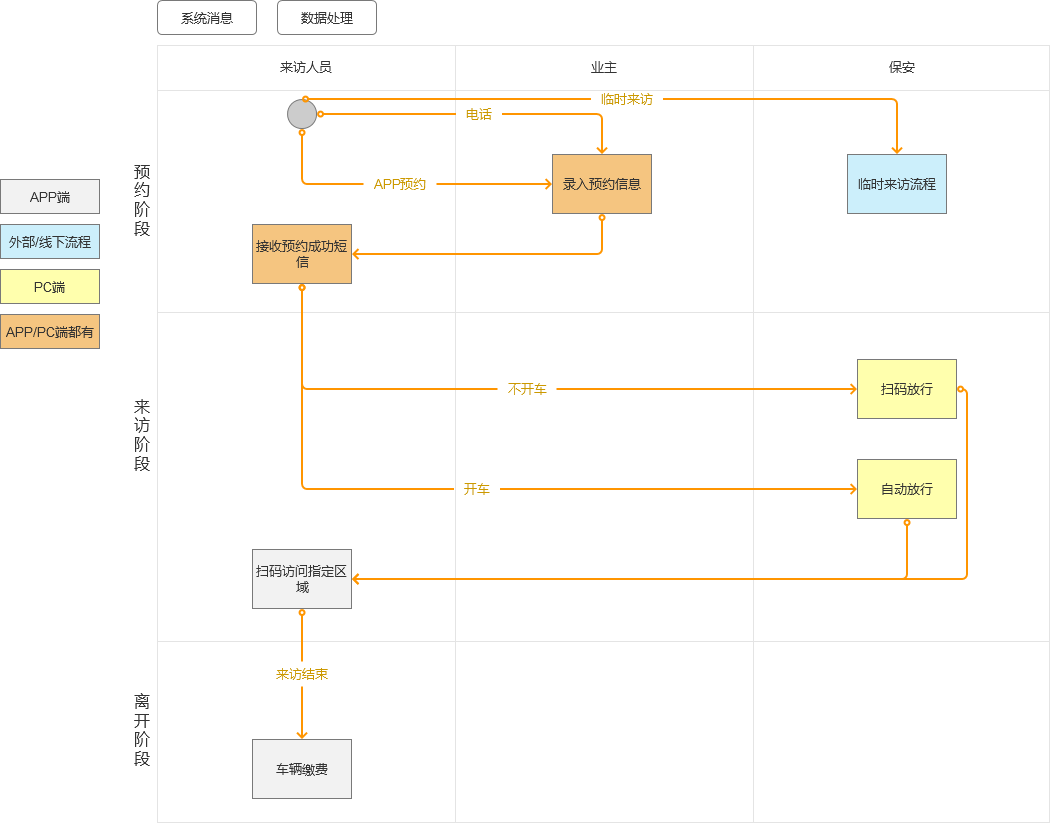 系统消息
数据处理
来访人员
业主
保安
临时来访
电话
APP预约
录入预约信息
临时来访流程
预约阶段
接收预约成功短
信
APP端
外部/线下流程
PC端
APP/PC端都有
来访阶段
不开车
扫码放行
开车
自动放行
扫码访问指定区
域
离开阶段
来访结束
车辆缴费